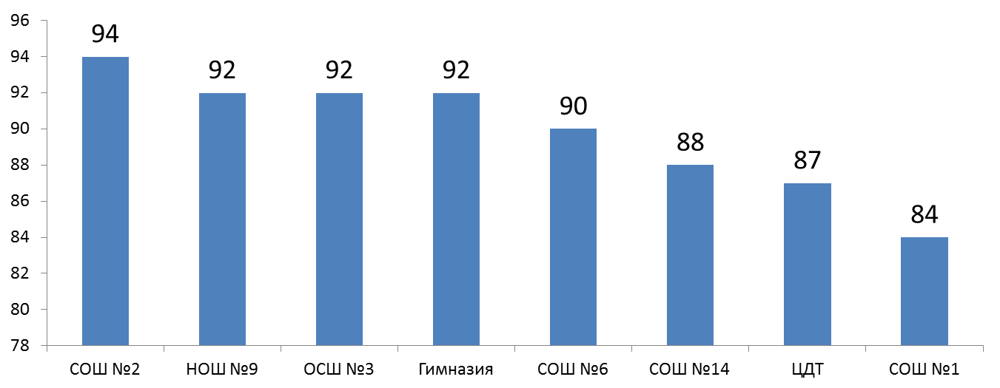 96
94
92
90
88
86
84
82
80
78
94
92
92
92
90
88
87
84
СОШ №2
НОШ №9
ОСШ №3
Гимназия
СОШ №6
СОШ №14
ЦДТ
СОШ №1